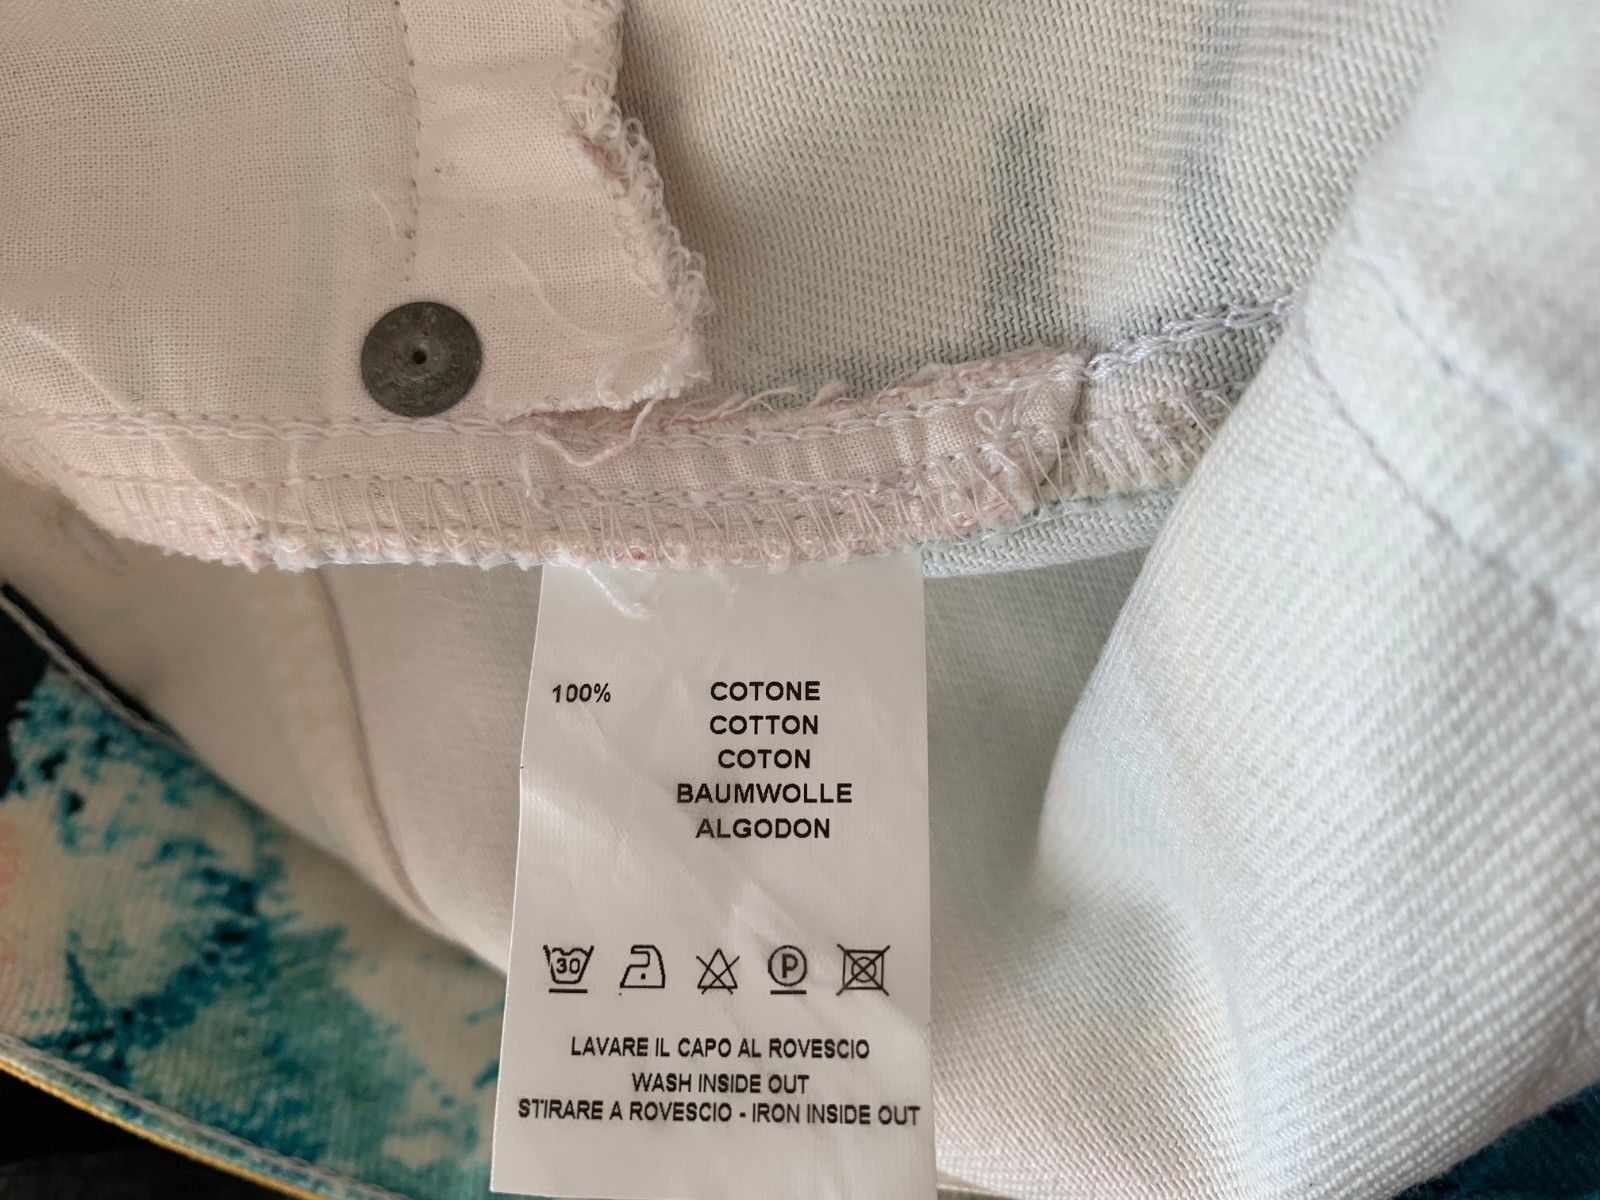 100% COTONE
COTTON
COTON
BAUMWOLLE
ALGODON
30 P
LAVARE IL CAPO AL ROVESCIO
WASH INSIDE OUT
STIRARE A ROVESCIO - IRON INSIDE OUT